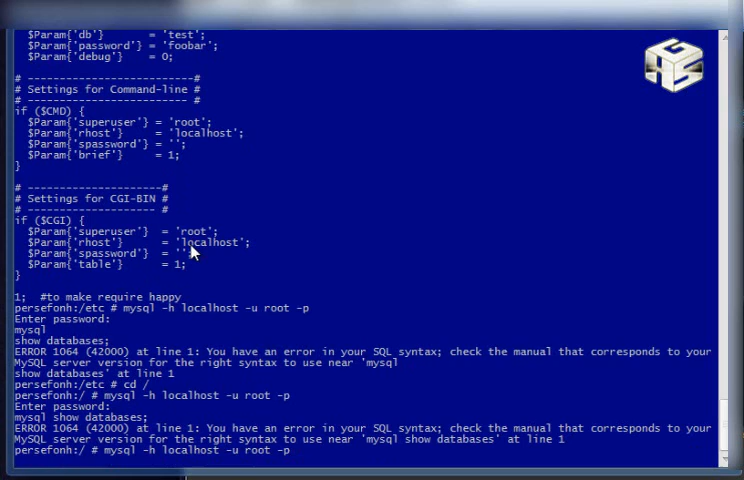 $Param{'db'} = 'test';
$Param{'password'} = 'foobar';
$Param{'debug'} = 0;
# --------------------------#
# Settings for Command-line #
# ------------------------- #
if ($CMD) {
$Param{'superuser'} = 'root';
$Param{'rhost'} = 'localhost';
$Param{'spassword'} = '';
$Param{'brief'} = 1;
}
# ---------------------#
# Settings for CGI-BIN #
# -------------------- #
if ($CGI) {
$Param{'superuser'} = 'root';
$Param{'rhost'} = 'localhost';
$Param{'spassword'} = '';
$Param{'table'} = 1;
}
1; #to make require happy
persefonh:/etc # mysql -h localhost -u root -p
Enter password:
mysql
show databases;
ERROR 1064 (42000) at line 1: You have an error in your SQL syntax; check the manual that corresponds to your
MySQL server version for the right syntax to use near 'mysql
show databases' at line 1
persefonh:/etc # cd /
persefonh:/ # mysql -h localhost -u root -p
Enter password:
mysql show databases;
ERROR 1064 (42000) at line 1: You have an error in your SQL syntax; check the manual that corresponds to your
MySQL server version for the right syntax to use near 'mysql show databases' at line 1
persefonh:/ # mysql -h localhost -u root -p